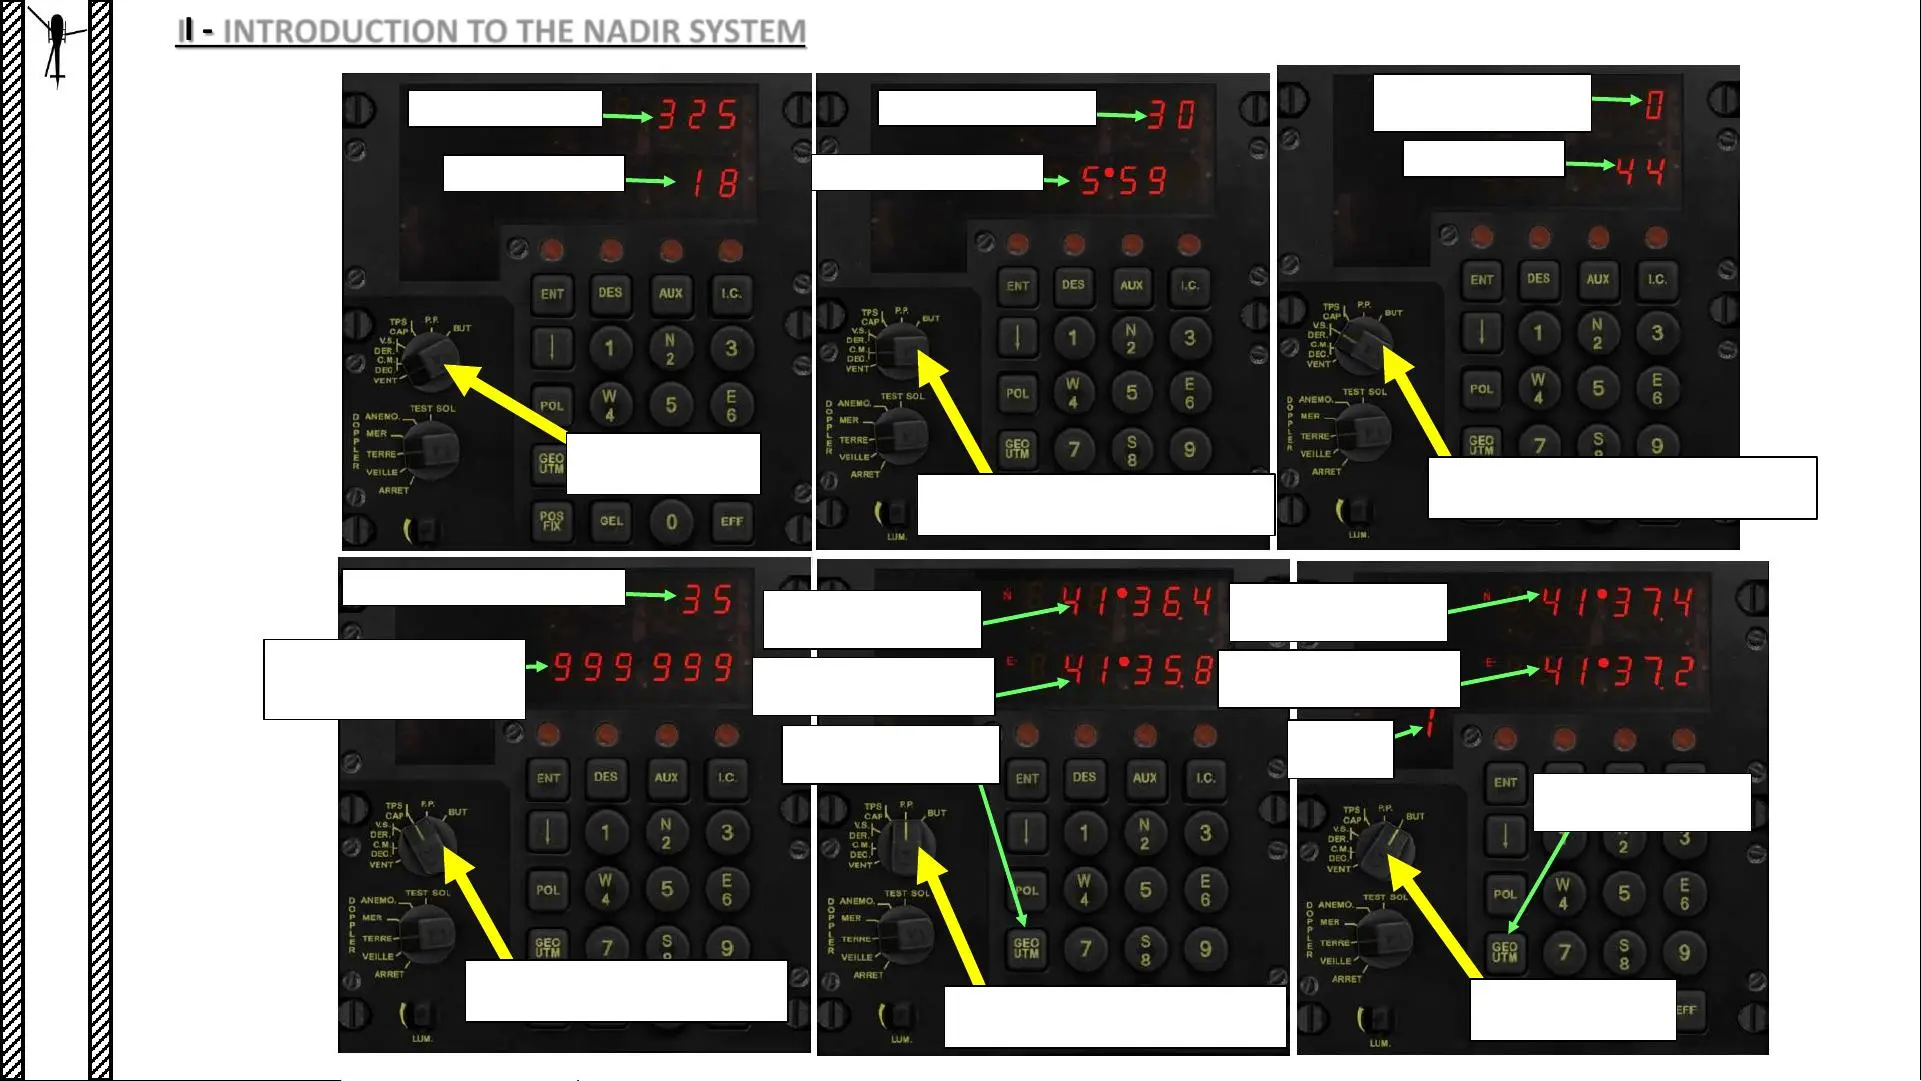 II - INTRODUCTION TO THE NADIR SYSTEM
325
18
ENT DES AUX I.C.
TPS P.P. BUT
CAP
V.S.
DER.
C.M.
DEC.
VENT
↓ 1 N 2 3
POL W 4 5 E 6
TEST SOL
ANEMO.
DOPPLER
MER
TERRE
VEILLE
ARRET
GEO UTM
POS FIX GEL 0 EFF
30
5•59
ENT DES AUX I.C.
TPS P.P. BUT
CAP
V.S.
DER.
C.M.
DEC.
VENT
↓ 1 N 2 3
POL W 4 5 E 6
TEST SOL
ANEMO.
DOPPLER
MER
TERRE
VEILLE
ARRET
GEO UTM 7 S 8 9
LUM.
0
44
ENT DES AUX I.C.
TPS P.P. BUT
CAP
V.S.
DER.
C.M.
DEC.
VENT
↓ 1 N 2 3
POL W 4 5 E 6
TEST SOL
ANEMO.
DOPPLER
MER
TERRE
VEILLE
ARRET
GEO UTM 7 S 8 9
LUM.
35
999 999
ENT DES AUX I.C.
TPS P.P. BUT
CAP
V.S.
DER.
C.M.
DEC.
VENT
↓ 1 N 2 3
POL W 4 5 E 6
TEST SOL
ANEMO.
DOPPLER
MER
TERRE
VEILLE
ARRET
GEO UTM 7 S 8 9
LUM.
N 41•36.4
E 41•35.8
ENT DES AUX I.C.
TPS P.P. BUT
CAP
V.S.
DER.
C.M.
DEC.
VENT
↓ 1 N 2 3
POL W 4 5 E 6
TEST SOL
ANEMO.
DOPPLER
MER
TERRE
VEILLE
ARRET
GEO UTM 7 S 8 9
LUM.
N 41•37.4
E 41•37.2
1
ENT
TPS P.P. BUT
CAP
V.S.
DER.
C.M.
DEC.
VENT
↓ 2 3
POL W 4 5 E 6
TEST SOL
ANEMO.
DOPPLER
MER
TERRE
VEILLE
ARRET
GEO UTM 7 S 8 9
EFF
LUM.